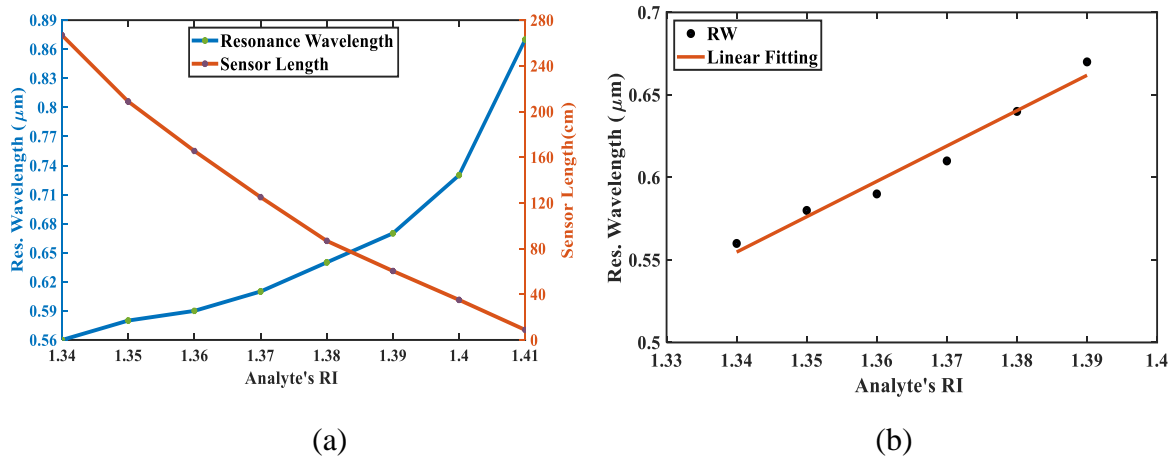 Resonance Wavelength
Sensor Length
Res. Wavelength (μm)
0.89
0.86
0.83
0.8
0.77
0.74
0.71
0.68
0.65
0.62
0.59
0.56
280
240
200
160
120
80
40
0
Sensor Length(cm)
1.34 1.35 1.36 1.37 1.38 1.39 1.4 1.41
Analyte's RI
(a)
RW
Linear Fitting
Res. Wavelength (μm)
0.65
0.6
0.55
0.5
1.33 1.34 1.35 1.36 1.37 1.38 1.39 1.4
Analyte's RI
(b)